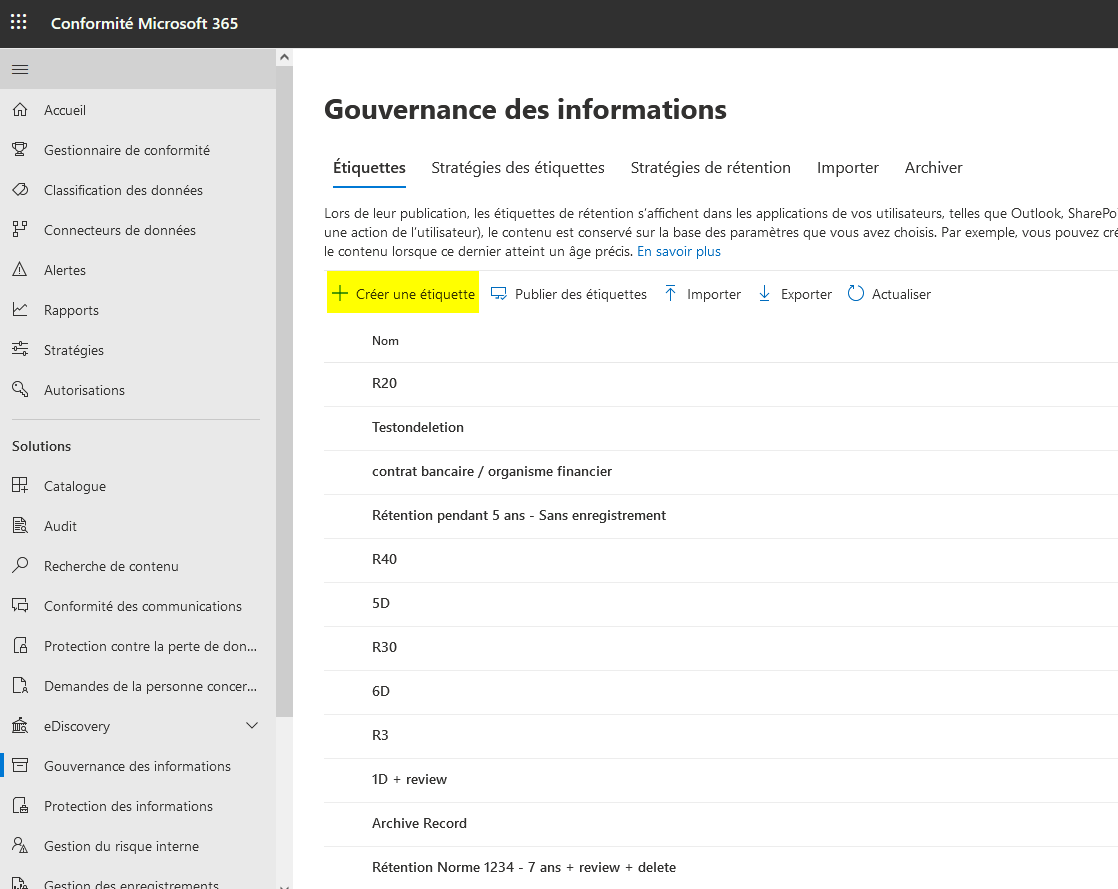 Conformité Microsoft 365
Accueil
Gestionnaire de conformité
Classification des données
Connecteurs de données
Alertes
Rapports
Stratégies
Autorisations
Solutions
Catalogue
Audit
Recherche de contenu
Conformité des communications
Protection contre la perte de don...
Demandes de la personne concer...
eDiscovery
Gouvernance des informations
Protection des informations
Gestion du risque interne
Gestion des enregistrements
Gouvernance des informations
Étiquettes Stratégies des étiquettes Stratégies de rétention Importer Archiver
Lors de leur publication, les étiquettes de rétention s'affichent dans les applications de vos utilisateurs, telles que Outlook, SharePoi
une action de l'utilisateur), le contenu est conservé sur la base des paramètres que vous avez choisis. Par exemple, vous pouvez cré
le contenu lorsque ce dernier atteint un âge précis. En savoir plus
Créer une étiquette Publier des étiquettes Importer Exporter Actualiser
Nom
R20
Testondeletion
contrat bancaire / organisme financier
Rétention pendant 5 ans - Sans enregistrement
R40
5D
R30
6D
R3
1D + review
Archive Record
Rétention Norme 1234 - 7 ans + review + delete